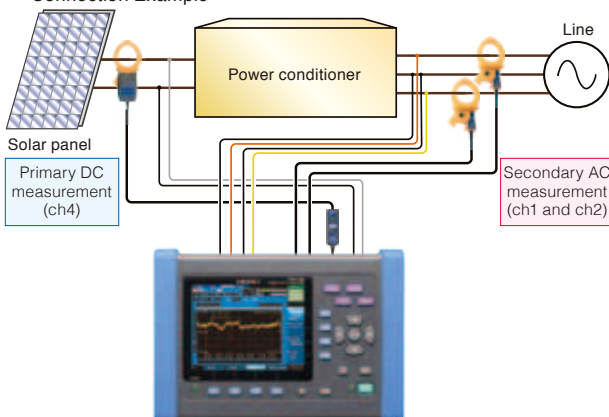 Connection Example
Power conditioner
Line
Solar panel
Primary DC
measurement
(ch4)
Secondary AC
measurement
(ch1 and ch2)